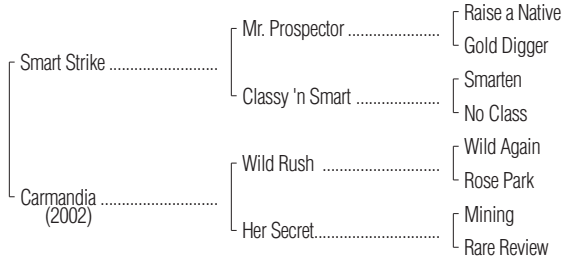 Raise a Native
Mr. Prospector ....................
Gold Digger
Smart Strike ........................
Smarten
Classy 'n Smart ..................
No Class
Wild Again
Wild Rush ..........................
Rose Park
Carmandia ..........................
(2002)
Mining
Her Secret............................
Rare Review